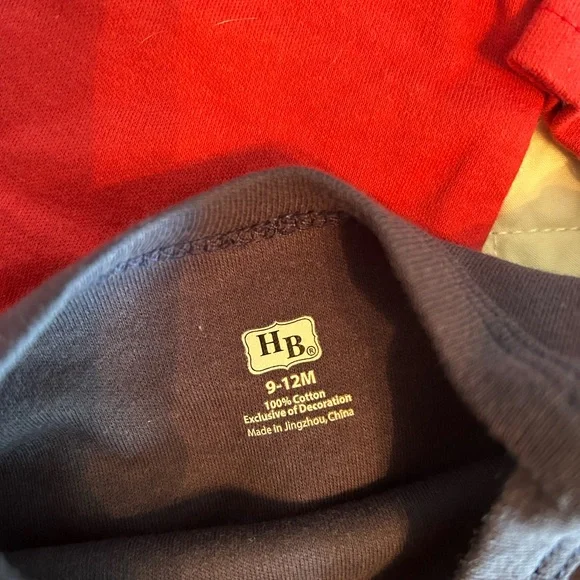 HB®
9-12M
100% Cotton
Exclusive of Decoration
Made in Jingzhou, China